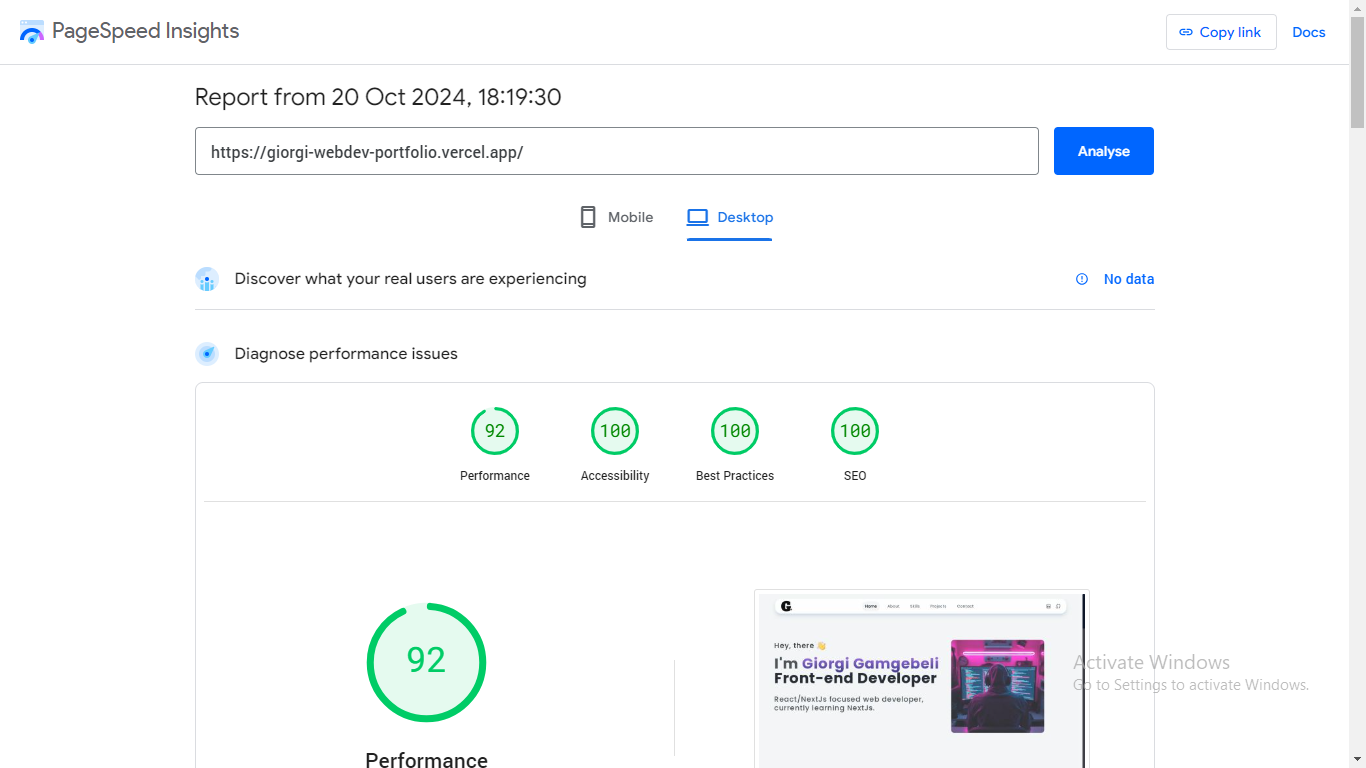 PageSpeed Insights
Copy link
Docs
Report from 20 Oct 2024, 18:19:30
https://giorgi-webdev-portfolio.vercel.app/
Analyse
Mobile
Desktop
Discover what your real users are experiencing
No data
Diagnose performance issues
92
100
100
100
Performance
Accessibility
Best Practices
SEO
92
Performance
G.
Home
About
Skills
Projects
Contact
Hey, there 👋
I'm Giorgi Gamgebeli
Front-end Developer
React/NextJs focused web developer,
currently learning NextJs.
Activate Windows
Go to Settings to activate Windows.